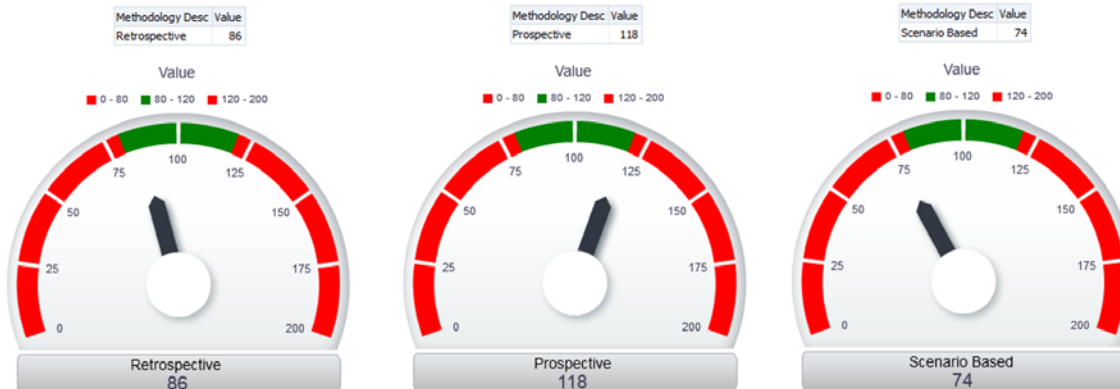 Methodology Desc Value
Retrospective 86
Value
0 - 80 80 - 120 120 - 200
0
25
50
75
100
125
150
175
200
Retrospective
86
Methodology Desc Value
Prospective 118
Value
0 - 80 80 - 120 120 - 200
0
25
50
75
100
125
150
175
200
Prospective
118
Methodology Desc Value
Scenario Based 74
Value
0 - 80 80 - 120 120 - 200
0
25
50
75
100
125
150
175
200
Scenario Based
74